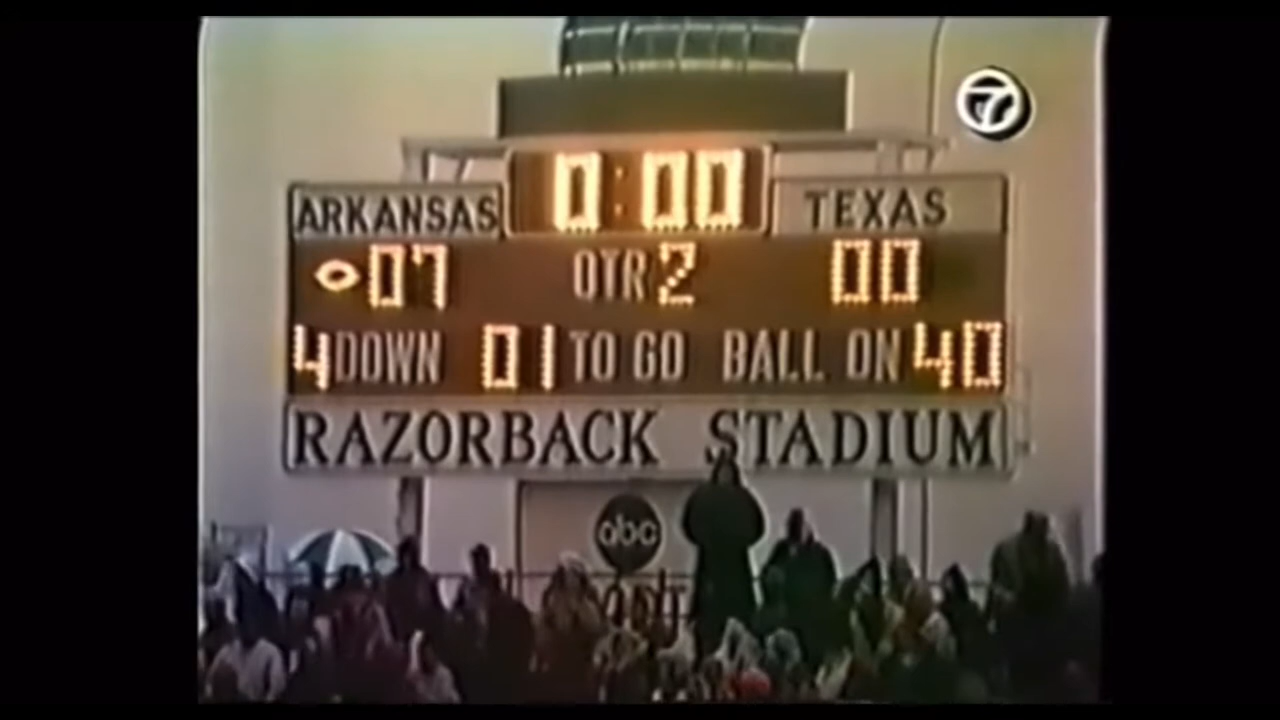 7
0:00
ARKANSAS TEXAS
07 QTR 2 00
4 DOWN 01 TO GO BALL ON 40
RAZORBACK STADIUM
abc